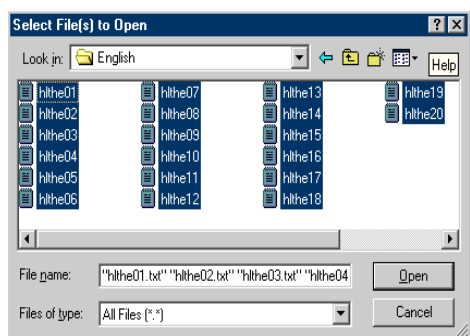 Select File(s) to Open
Look in: English
Help
hlthe01 hlthe07 hlthe13 hlthe19
hlthe02 hlthe08 hlthe14 hlthe20
hlthe03 hlthe09 hlthe15
hlthe04 hlthe10 hlthe16
hlthe05 hlthe11 hlthe17
hlthe06 hlthe12 hlthe18
File name: "hlthe01.txt" "hlthe02.txt" "hlthe03.txt" "hlthe04 Open
Files of type: All Files (*.*) Cancel